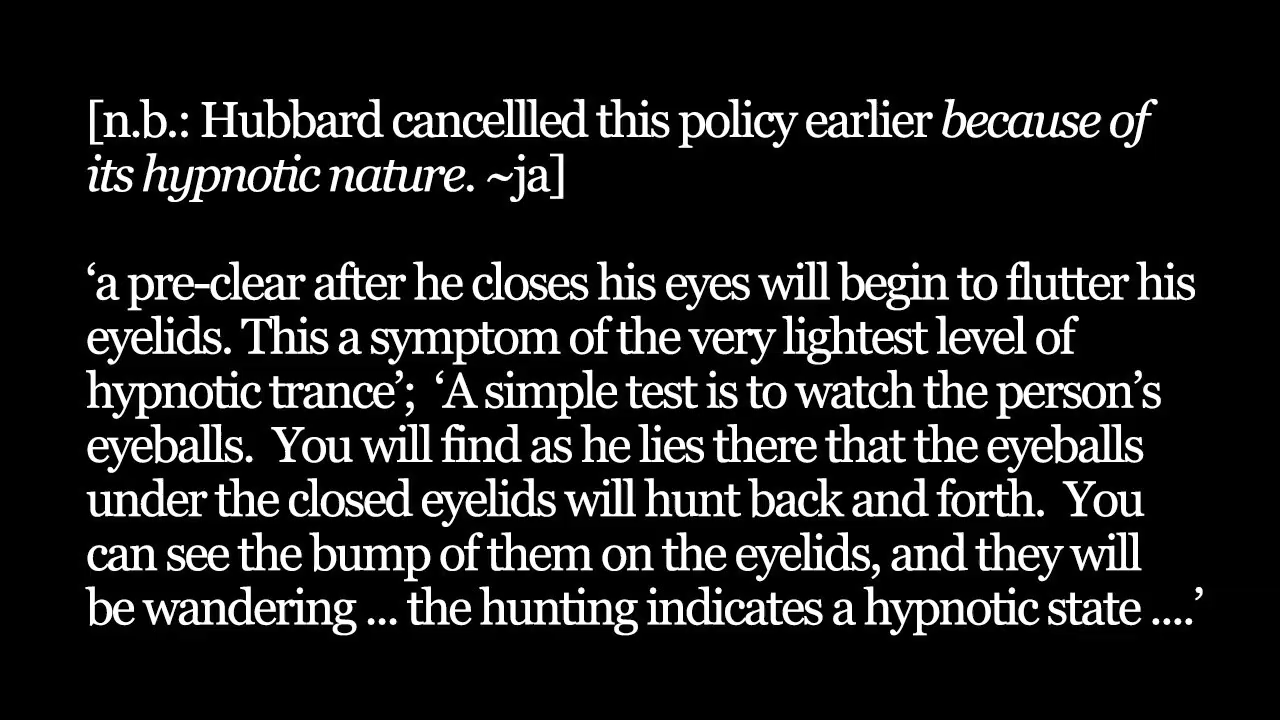 [n.b.: Hubbard cancellled this policy earlier because of
its hypnotic nature. ~ja]
‘a pre-clear after he closes his eyes will begin to flutter his
eyelids. This a symptom of the very lightest level of
hypnotic trance’;  ‘A simple test is to watch the person’s
eyeballs.  You will find as he lies there that the eyeballs
under the closed eyelids will hunt back and forth.  You
can see the bump of them on the eyelids, and they will
be wandering ... the hunting indicates a hypnotic state ....’